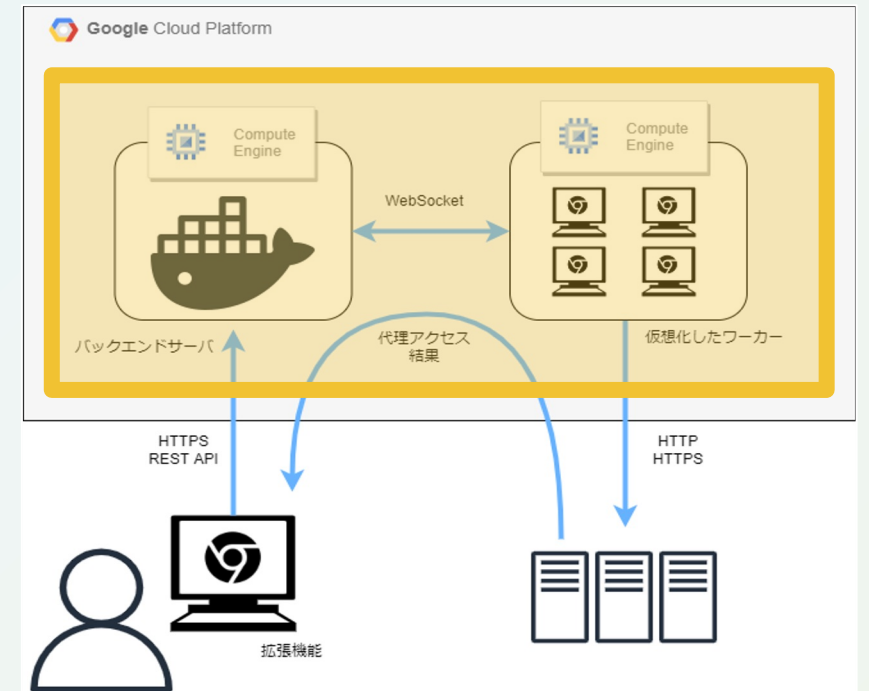 Google Cloud Platform
Compute
Engine
Compute
Engine
WebSocket
バックエンドサーバ
代理アクセス
結果
仮想化したワーカー
HTTPS
REST API
HTTP
HTTPS
拡張機能